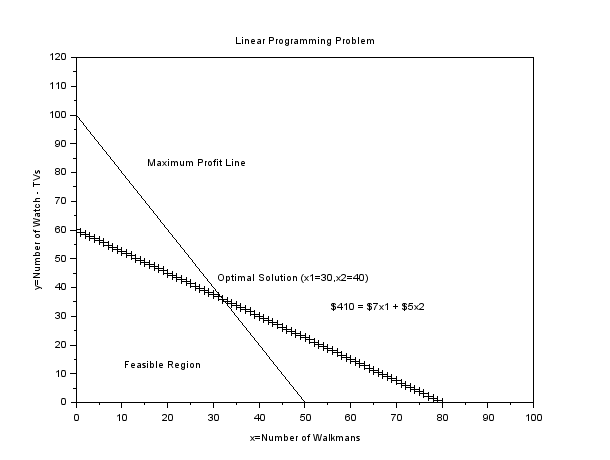 Linear Programming Problem
120
110
100
90
80
70
60
50
40
30
20
10
0
y=Number of Watch - TVs
Maximum Profit Line
Optimal Solution (x1=30,x2=40)
$410 = $7x1 + $5x2
Feasible Region
0 10 20 30 40 50 60 70 80 90 100
x=Number of Walkmans